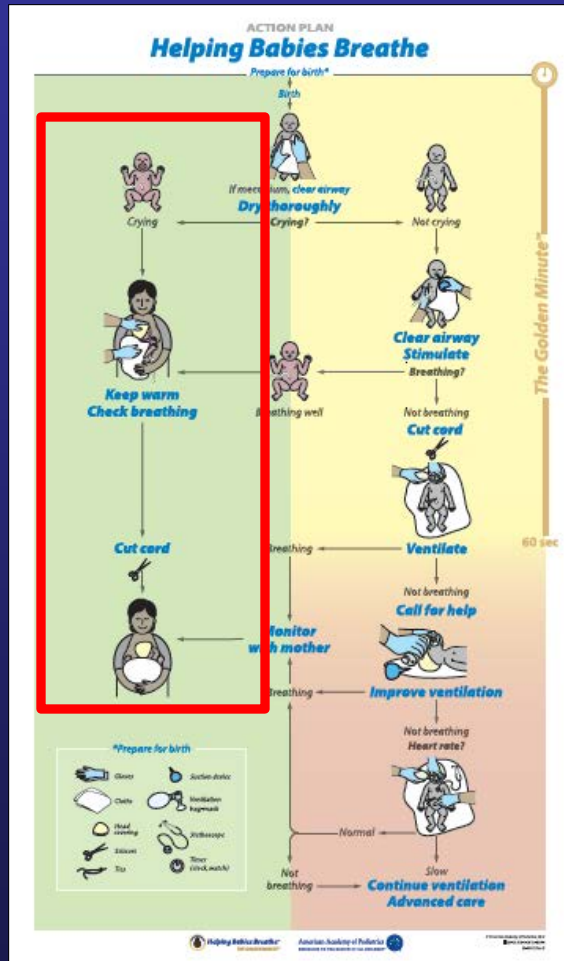 ACTION PLAN
Helping Babies Breathe
Prepare for birth*
Birth
If meconium, clear airway
Dry thoroughly
Crying
Crying?
Not crying
The Golden Minute®
Clear airway
Stimulate
Breathing?
Keep warm
Check breathing
Breathing well
Not breathing
Cut cord
60 sec
Cut cord
Breathing
Ventilate
Not breathing
Call for help
Monitor
with mother
Breathing
Improve ventilation
Not breathing
Heart rate?
*Prepare for birth
Gloves
Suction device
Cloths
Ventilation
bag-mask
Head
covering
Stethoscope
Scissors
Timer
(clock, watch)
Ties
Normal
Not
breathing
Slow
Continue ventilation
Advanced care
Helping Babies Breathe
American Academy of Pediatrics